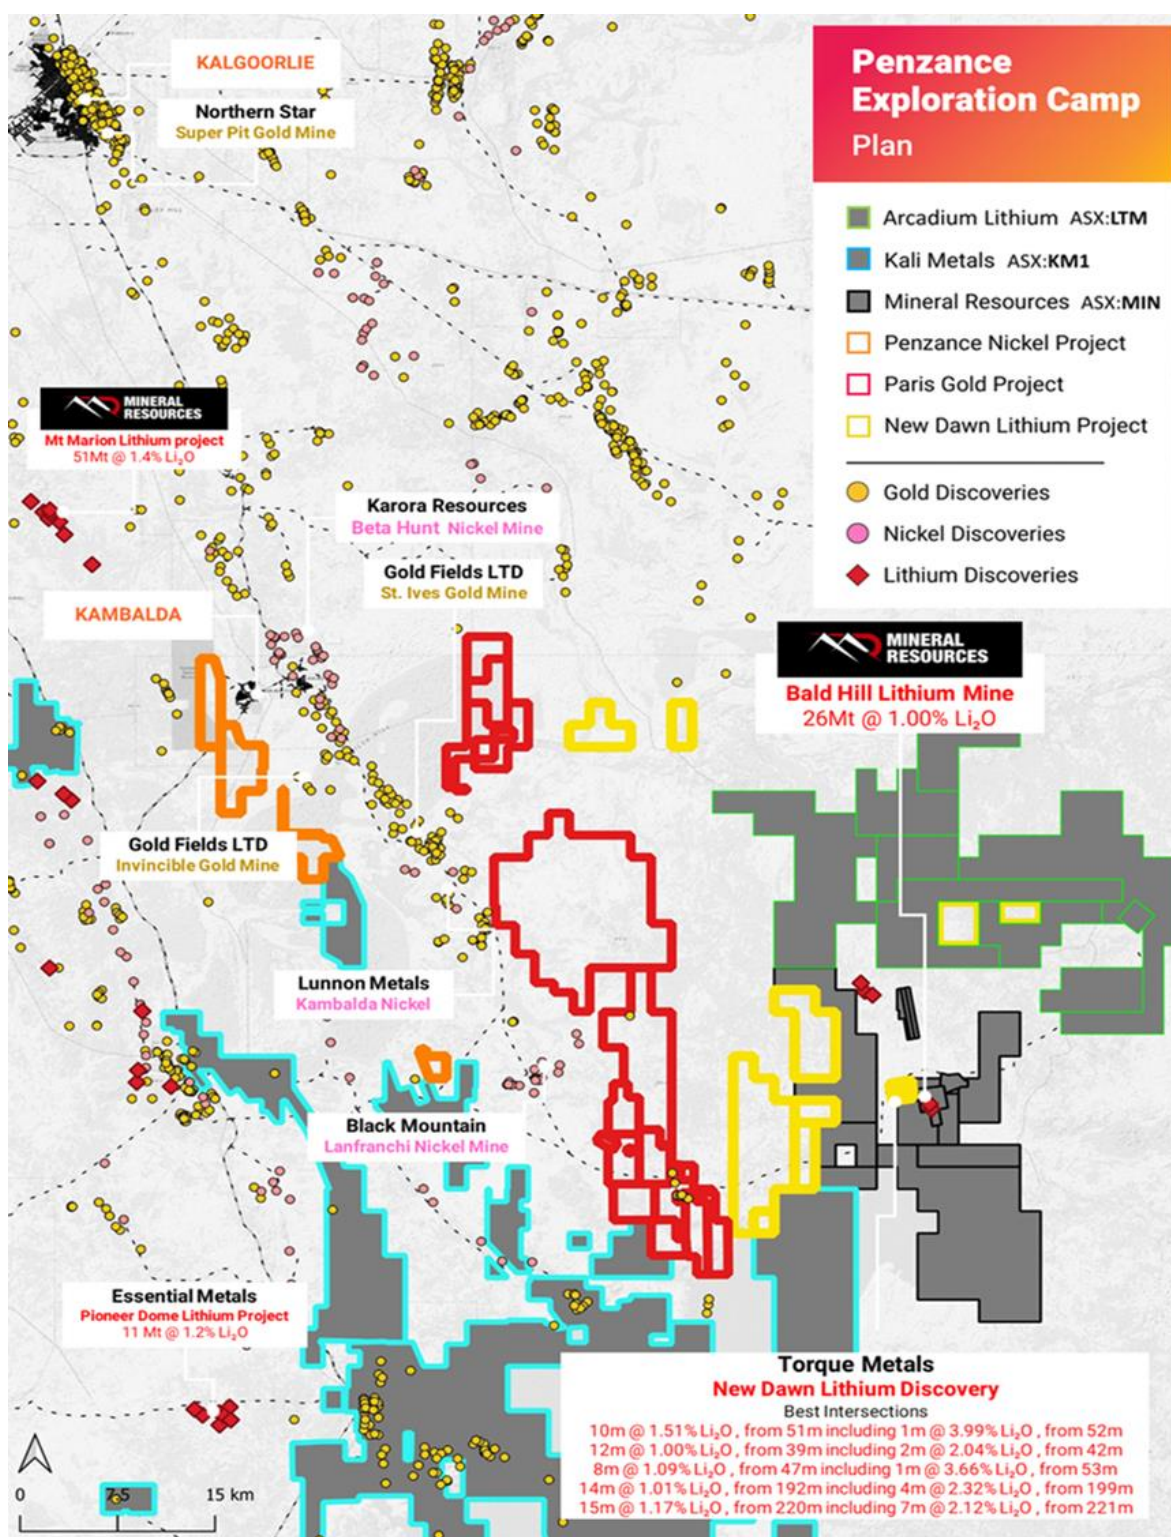 Penzance
Exploration Camp
Plan
Arcadium Lithium ASX:LTM
Kali Metals ASX:KM1
Mineral Resources ASX:MIN
Penzance Nickel Project
Paris Gold Project
New Dawn Lithium Project
Gold Discoveries
Nickel Discoveries
Lithium Discoveries
KALGOORLIE
Northern Star
Super Pit Gold Mine
MINERAL
RESOURCES
Mt Marion Lithium project
51Mt @ 1.4% Li₂O
Karora Resources
Beta Hunt Nickel Mine
Gold Fields LTD
St. Ives Gold Mine
KAMBALDA
MINERAL
RESOURCES
Bald Hill Lithium Mine
26Mt @ 1.00% Li₂O
Gold Fields LTD
Invincible Gold Mine
Lunnon Metals
Kambalda Nickel
Black Mountain
Lanfranchi Nickel Mine
Essential Metals
Pioneer Dome Lithium Project
11 Mt @ 1.2% Li₂O
Torque Metals
New Dawn Lithium Discovery
Best Intersections
10m @ 1.51% Li₂O , from 51m including 1m @ 3.99% Li₂O , from 52m
12m @ 1.00% Li₂O , from 39m including 2m @ 2.04% Li₂O , from 42m
8m @ 1.09% Li₂O , from 47m including 1m @ 3.66% Li₂O , from 53m
14m @ 1.01% Li₂O , from 192m including 4m @ 2.32% Li₂O , from 199m
15m @ 1.17% Li₂O , from 220m including 7m @ 2.12% Li₂O , from 221m
0 7.5 15 km